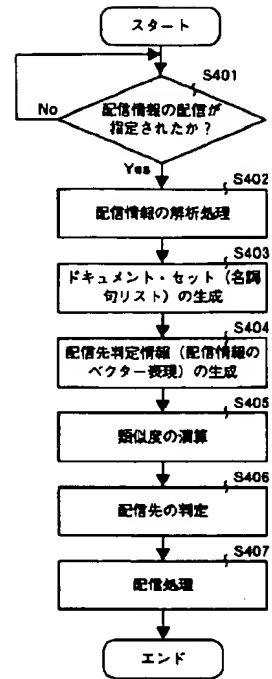 スタート
S401
配信情報の配信が
指定されたか？
No
Yes
S402
配信情報の解析処理
S403
ドキュメント・セット（名詞
句リスト）の生成
S404
配信先判定情報（配信情報の
ベクター表現）の生成
S405
類似度の演算
S406
配信先の判定
S407
配信処理
エンド